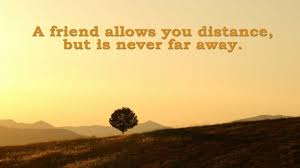 A friend allows you distance,
but is never far away.